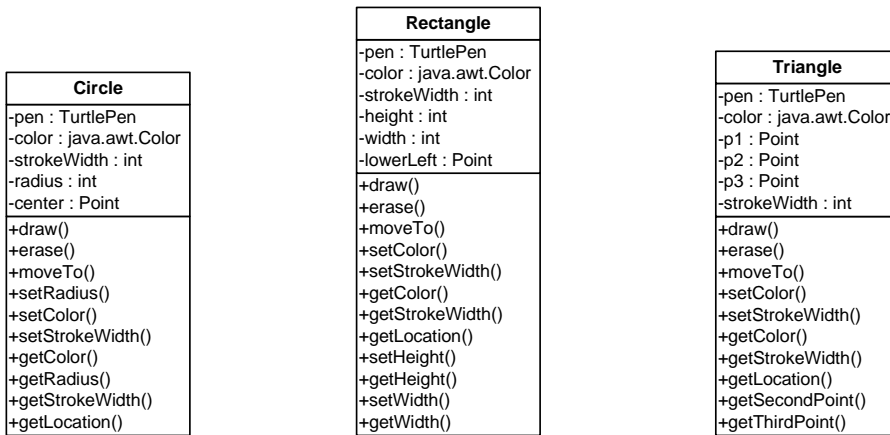 Circle
-pen : TurtlePen
-color : java.awt.Color
-strokeWidth : int
-radius : int
-center : Point
+draw()
+erase()
+moveTo()
+setRadius()
+setColor()
+setStrokeWidth()
+getColor()
+getRadius()
+getStrokeWidth()
+getLocation()
Rectangle
-pen : TurtlePen
-color : java.awt.Color
-strokeWidth : int
-height : int
-width : int
-lowerLeft : Point
+draw()
+erase()
+moveTo()
+setColor()
+setStrokeWidth()
+getColor()
+getStrokeWidth()
+getLocation()
+setHeight()
+getHeight()
+setWidth()
+getWidth()
Triangle
-pen : TurtlePen
-color : java.awt.Color
-p1 : Point
-p2 : Point
-p3 : Point
-strokeWidth : int
+draw()
+erase()
+moveTo()
+setColor()
+setStrokeWidth()
+getColor()
+getStrokeWidth()
+getLocation()
+getSecondPoint()
+getThirdPoint()